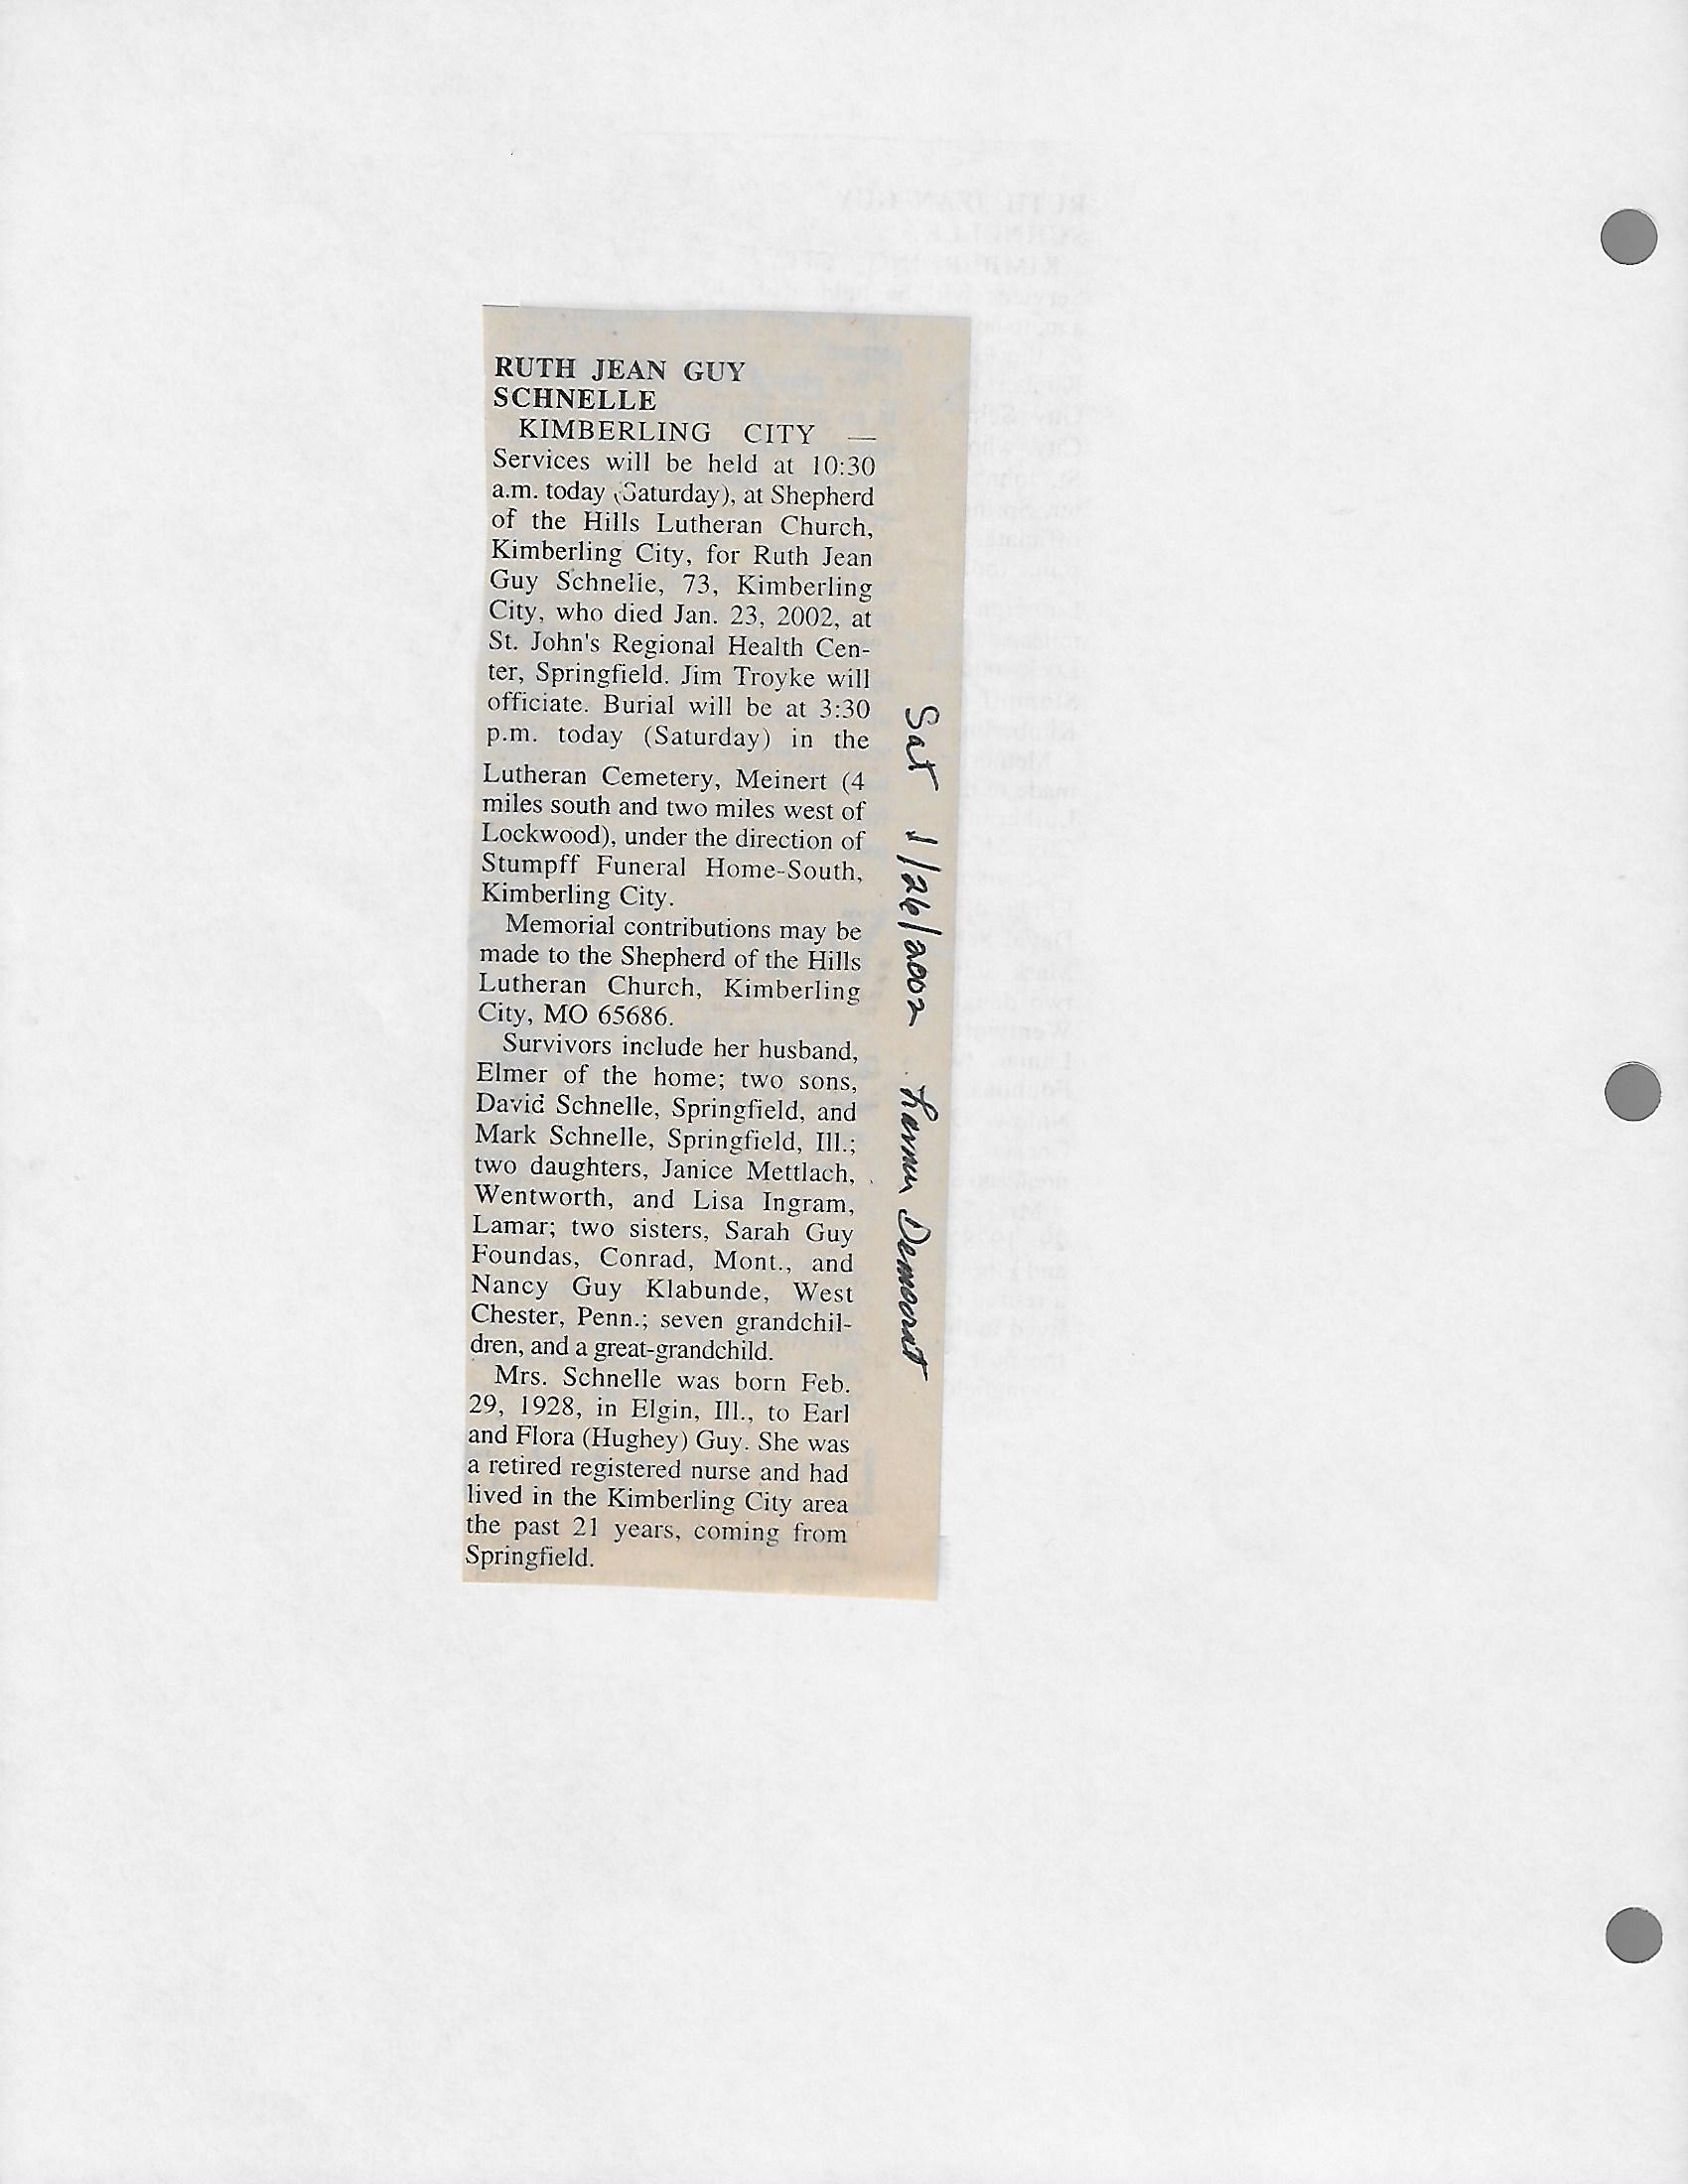 RUTH JEAN GUY
SCHNELLE
KIMBERLING CITY —
Services will be held at 10:30
a.m. today (Saturday), at Shepherd
of the Hills Lutheran Church,
Kimberling City, for Ruth Jean
Guy Schnelle, 73, Kimberling
City, who died Jan. 23, 2002, at
St. John's Regional Health Cen-
ter, Springfield. Jim Troyke will
officiate. Burial will be at 3:30
p.m. today (Saturday) in the
Lutheran Cemetery, Meinert (4
miles south and two miles west of
Lockwood), under the direction of
Stumpff Funeral Home-South,
Kimberling City.
Memorial contributions may be
made to the Shepherd of the Hills
Lutheran Church, Kimberling
City, MO 65686.
Survivors include her husband,
Elmer of the home; two sons,
David Schnelle, Springfield, and
Mark Schnelle, Springfield, Ill.;
two daughters, Janice Mettlach,
Wentworth, and Lisa Ingram,
Lamar; two sisters, Sarah Guy
Foundas, Conrad, Mont., and
Nancy Guy Klabunde, West
Chester, Penn.; seven grandchil-
dren, and a great-grandchild.
Mrs. Schnelle was born Feb.
29, 1928, in Elgin, Ill., to Earl
and Flora (Hughey) Guy. She was
a retired registered nurse and had
lived in the Kimberling City area
the past 21 years, coming from
Springfield.
Sat 1/26/2002 Democrat